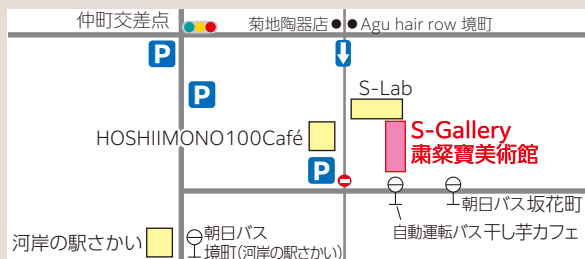 仲町交差点
菊地陶器店
Agu hair row 境町
P
P
S-Lab
HOSHIIMONO100Café
S-Gallery
粛粲寶美術館
P
朝日バス 坂花町
自動運転バス 干し芋カフェ
河岸の駅さかい
朝日バス
境町(河岸の駅さかい)